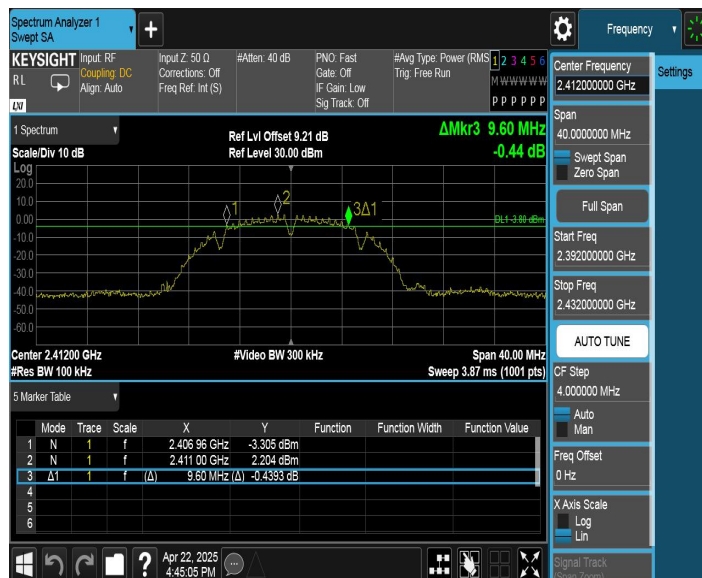 Spectrum Analyzer 1
Swept SA
Frequency
KEYSIGHT
RL
LXI
Input: RF
Coupling: DC
Align: Auto
Input Z: 50 Ω
Corrections: Off
Freq Ref: Int (S)
#Atten: 40 dB
PNO: Fast
Gate: Off
IF Gain: Low
Sig Track: Off
#Avg Type: Power (RMS
Trig: Free Run
1 2 3 4 5 6
M W W W W W
P P P P P P
1 Spectrum
Scale/Div 10 dB
Ref Lvl Offset 9.21 dB
Ref Level 30.00 dBm
ΔMkr3 9.60 MHz
-0.44 dB
Log
20.0
10.0
0.00
-10.0
-20.0
-30.0
-40.0
-50.0
-60.0
1
2
3Δ1
DL1 -3.80 dBm
Center 2.41200 GHz
#Res BW 100 kHz
#Video BW 300 kHz
Span 40.00 MHz
Sweep 3.87 ms (1001 pts)
5 Marker Table
Mode Trace Scale X Y Function Function Width Function Value
1 N 1 f 2.406 96 GHz -3.305 dBm
2 N 1 f 2.411 00 GHz 2.204 dBm
3 Δ1 1 f (Δ) 9.60 MHz (Δ) -0.4393 dB
4
5
6
?
Apr 22, 2025
4:45:05 PM
Center Frequency
2.412000000 GHz
Span
40.0000000 MHz
Swept Span
Zero Span
Full Span
Start Freq
2.392000000 GHz
Stop Freq
2.432000000 GHz
AUTO TUNE
CF Step
4.000000 MHz
Auto
Man
Freq Offset
0 Hz
X Axis Scale
Log
Lin
Signal Track
(Span Zoom)
Settings